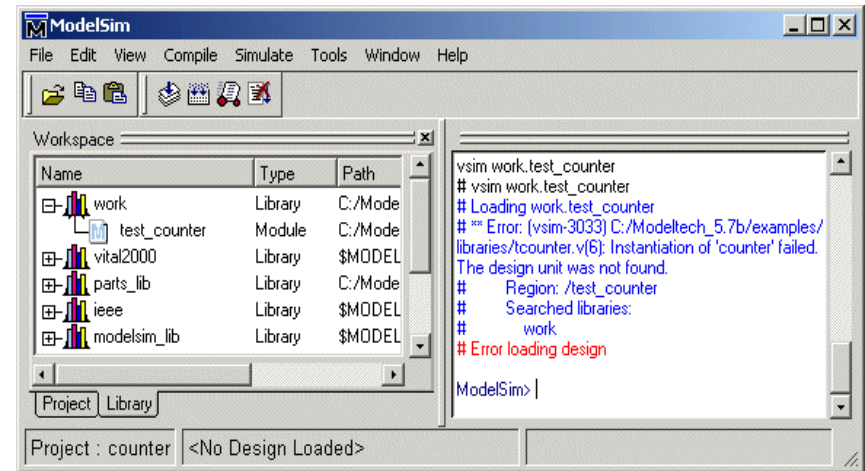 ModelSim
File Edit View Compile Simulate Tools Window Help
Workspace
Name Type Path
work Library C:/Mode
test_counter Module C:/Mode
vital2000 Library $MODEL
parts_lib Library C:/Mode
ieee Library $MODEL
modelsim_lib Library $MODEL
Project Library
vsim work.test_counter
# vsim work.test_counter
# Loading work.test_counter
# ** Error: (vsim-3033) C:/Modeltech_5.7b/examples/
libraries/tcounter.v(6): Instantiation of 'counter' failed.
The design unit was not found.
# Region: /test_counter
# Searched libraries:
# work
# Error loading design
ModelSim>
Project : counter <No Design Loaded>